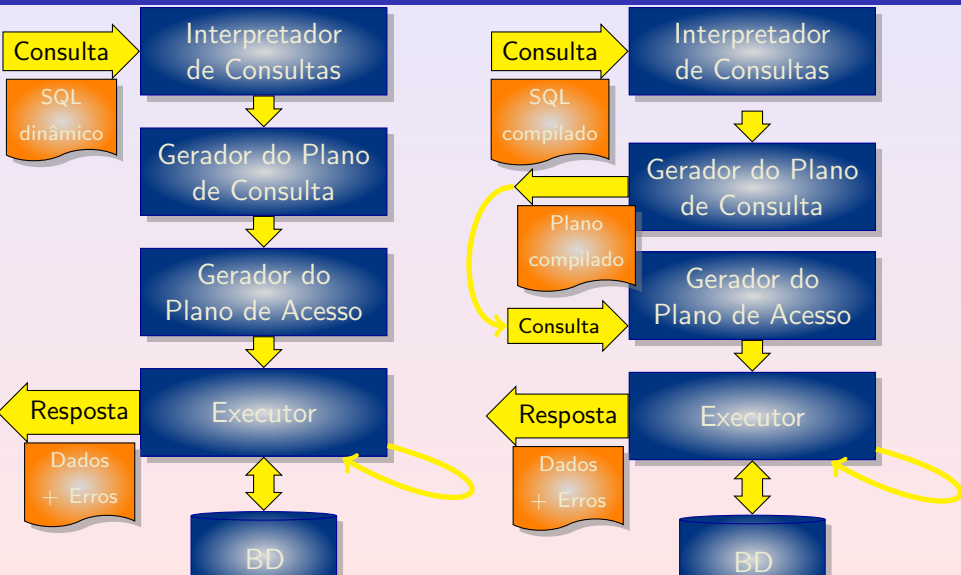 Consulta
Interpretador
de Consultas
SQL
dinâmico
Gerador do Plano
de Consulta
Gerador do
Plano de Acesso
Resposta
Executor
Dados
+ Erros
BD
Consulta
Interpretador
de Consultas
SQL
compilado
Gerador do Plano
de Consulta
Plano
compilado
Consulta
Gerador do
Plano de Acesso
Resposta
Executor
Dados
+ Erros
BD